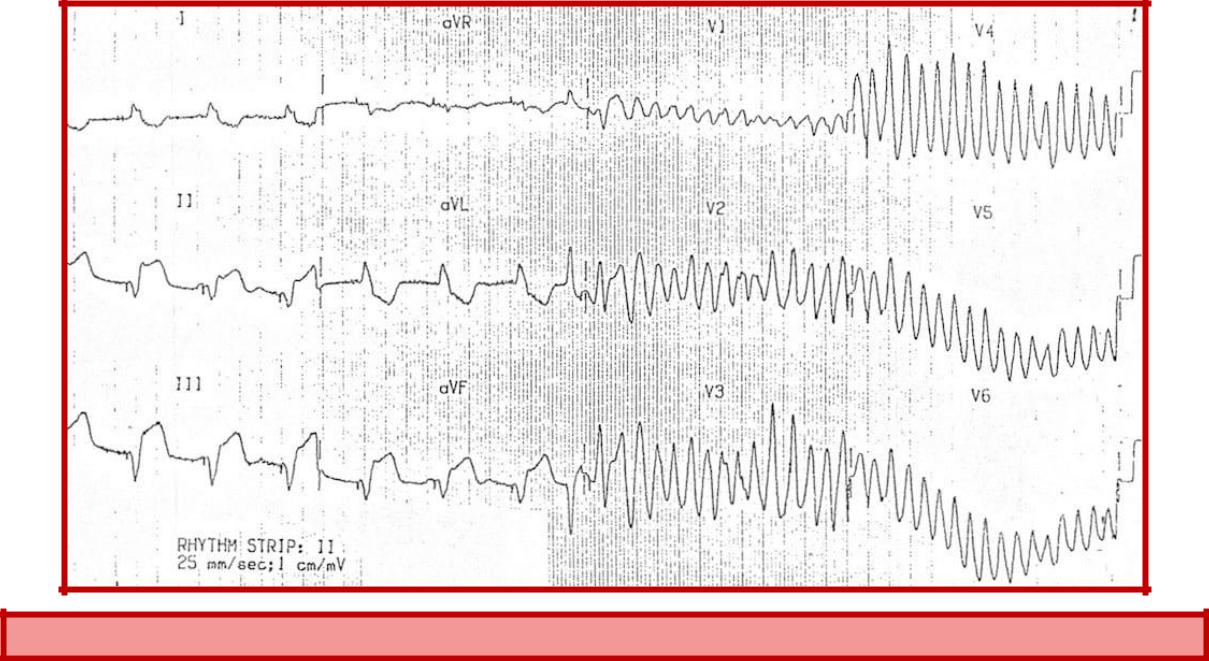 I aVR V1 V4
II aVL V2 V5
III aVF V3 V6
RHYTHM STRIP: II
25 mm/sec;1 cm/mV